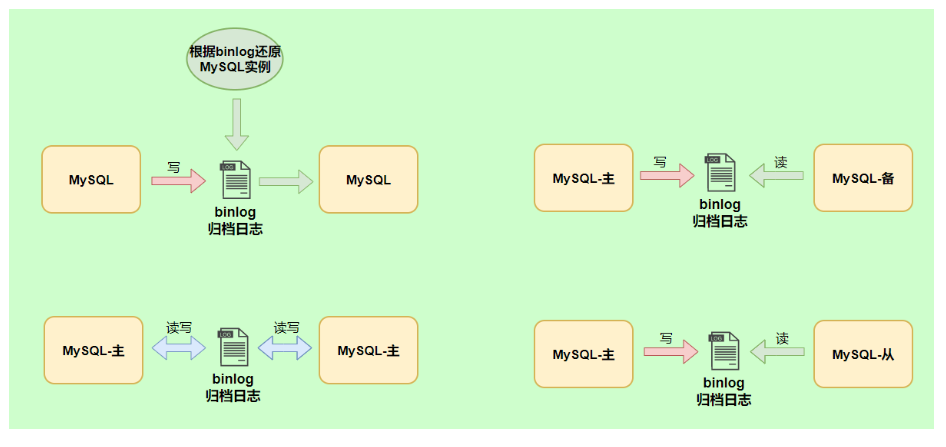 根据binlog还原
MySQL实例
MySQL
写
LOG
binlog
归档日志
MySQL
MySQL-主
写
LOG
binlog
归档日志
读
MySQL-备
MySQL-主
读写
LOG
binlog
归档日志
读写
MySQL-主
MySQL-主
写
LOG
binlog
归档日志
读
MySQL-从